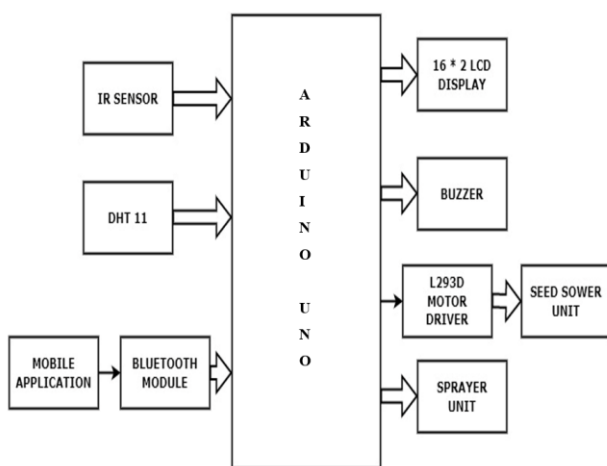 IR SENSOR
DHT 11
MOBILE
APPLICATION
BLUETOOTH
MODULE
A
R
D
U
I
N
O
U
N
O
16 * 2 LCD
DISPLAY
BUZZER
L293D
MOTOR
DRIVER
SEED SOWER
UNIT
SPRAYER
UNIT